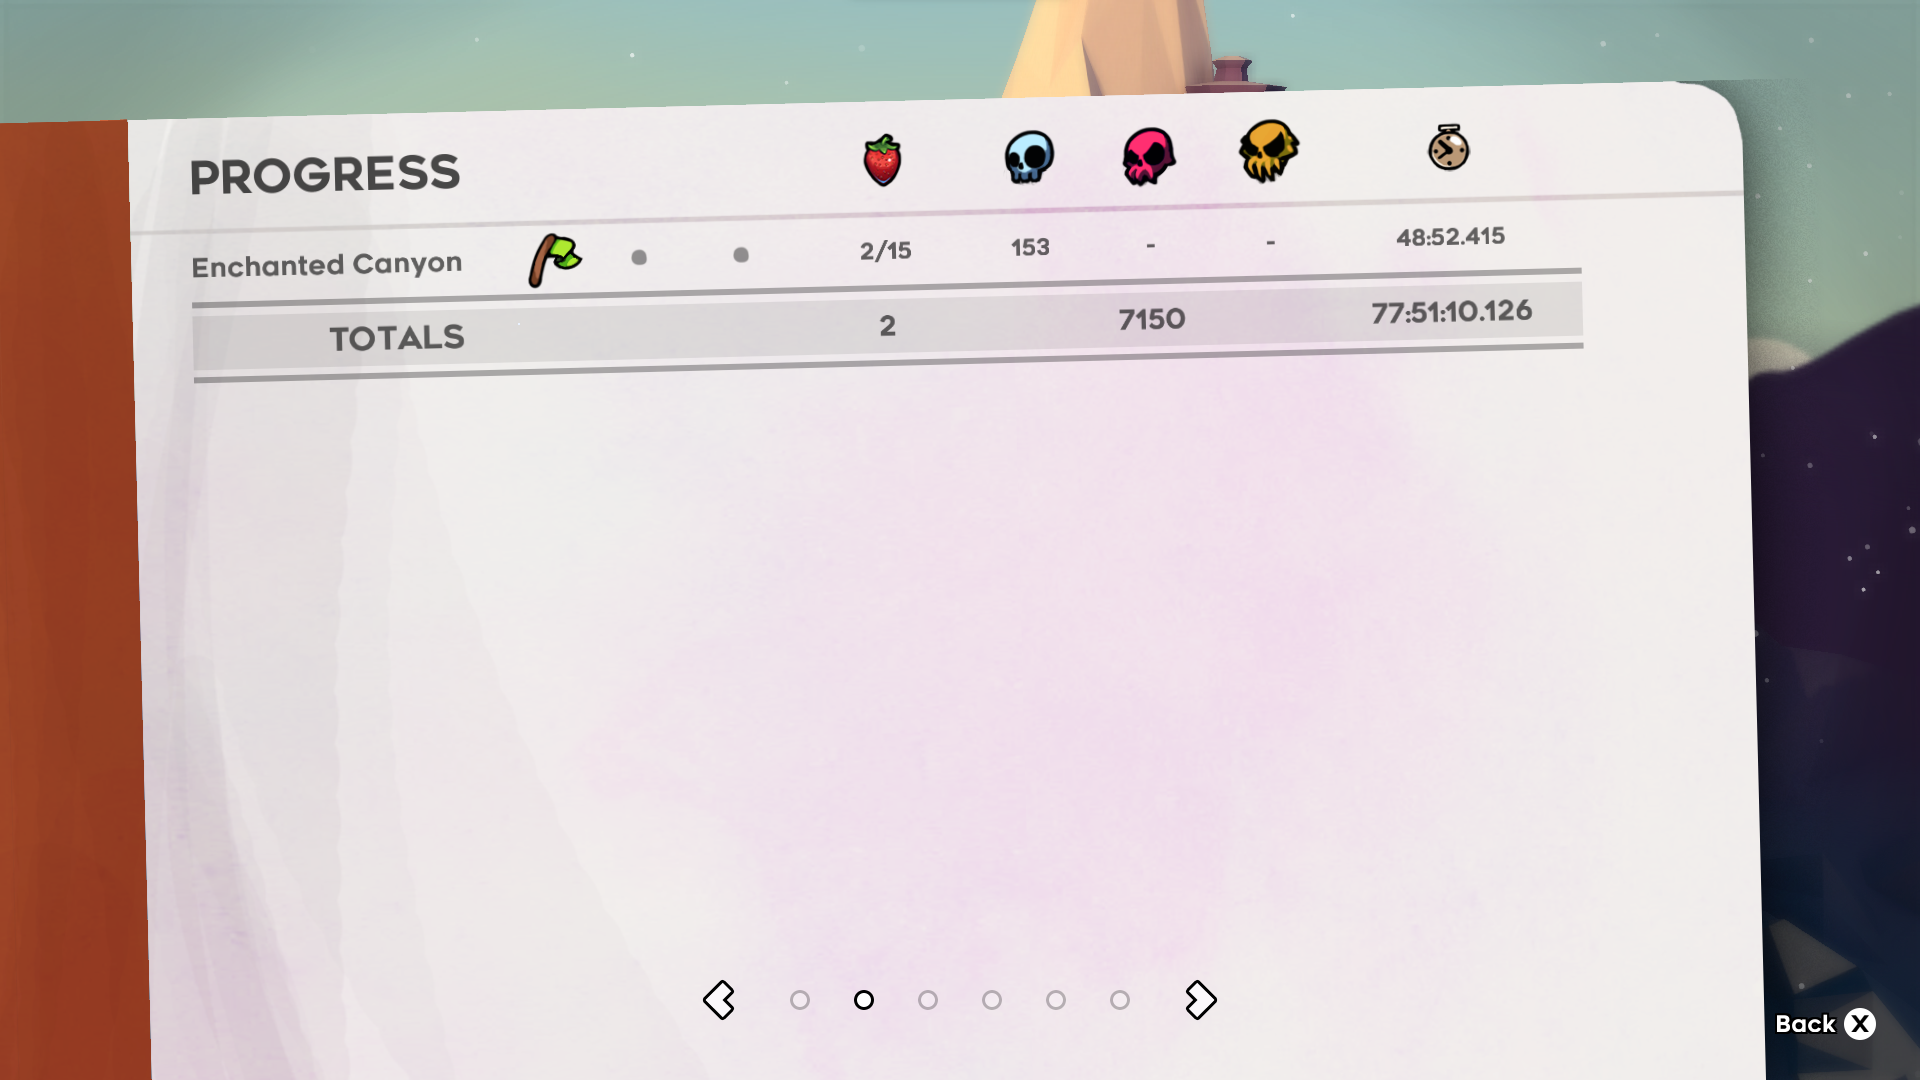 PROGRESS
Enchanted Canyon 2/15 153 - - 48:52.415
TOTALS 2 7150 77:51:10.126
Back X